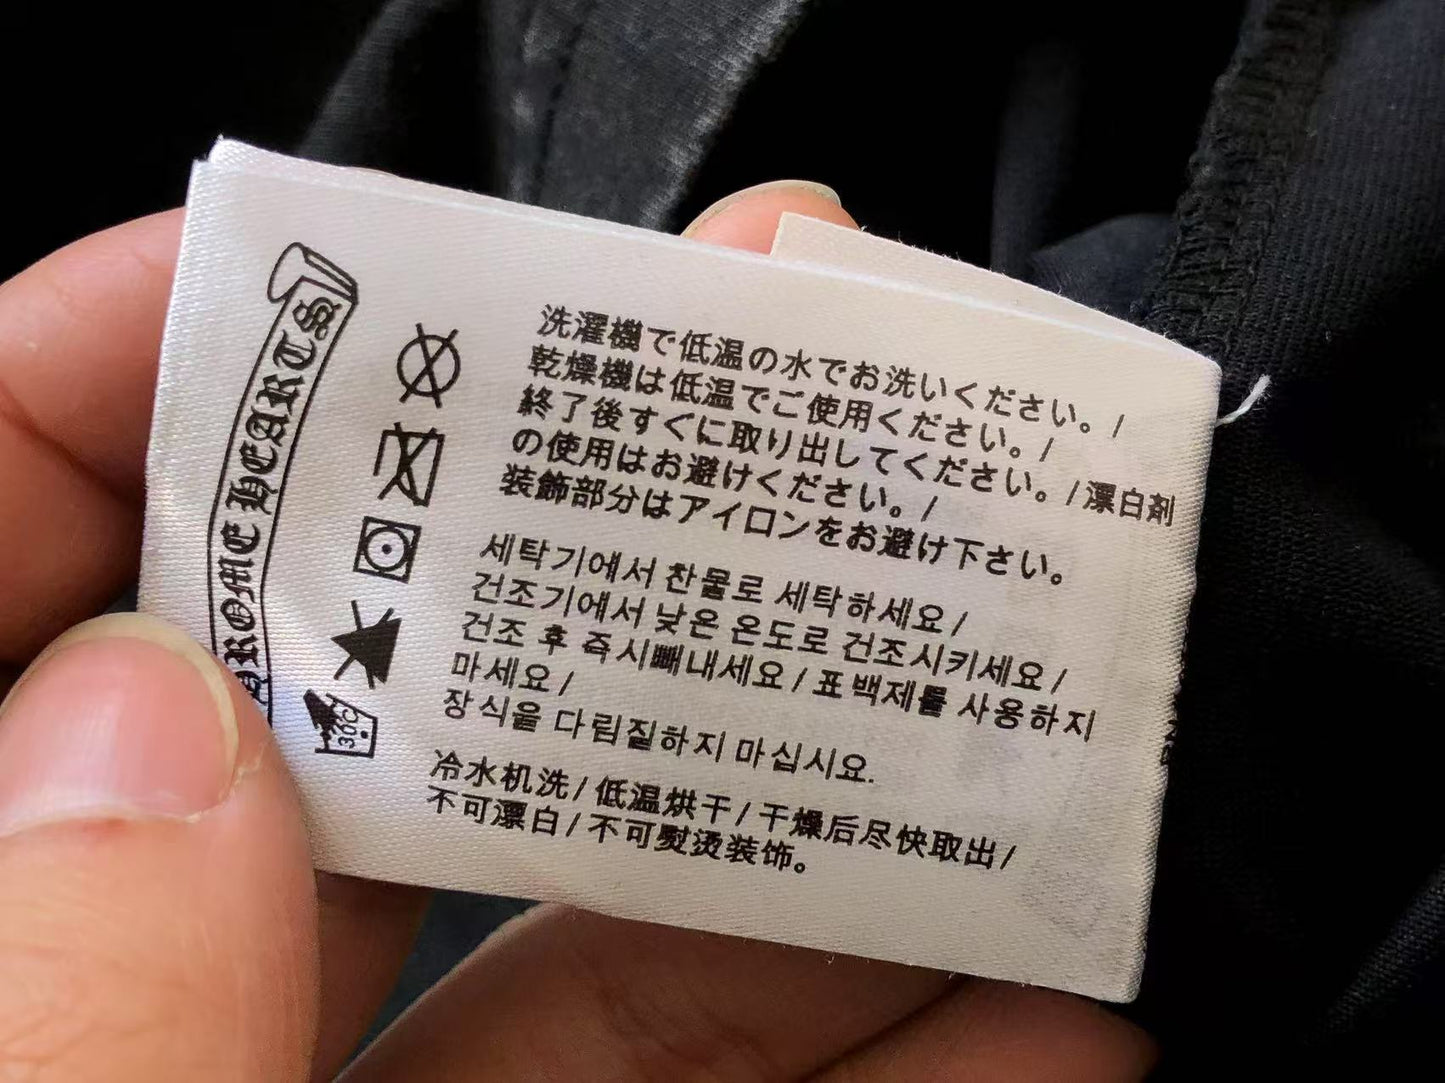 CHROME HEARTS
洗濯機で低温の水でお洗いください。/
乾燥機は低温でご使用ください。/
終了後すぐに取り出してください。/漂白剤
の使用はお避けください。/
装飾部分はアイロンをお避け下さい。
세탁기에서 찬물로 세탁하세요/
건조기에서 낮은 온도로 건조시키세요/
건조 후 즉시빼내세요/표백제를 사용하지
마세요/
장식을 다림질하지 마십시요.
冷水机洗/低温烘干/干燥后尽快取出/
不可漂白/不可熨烫装饰。
30C